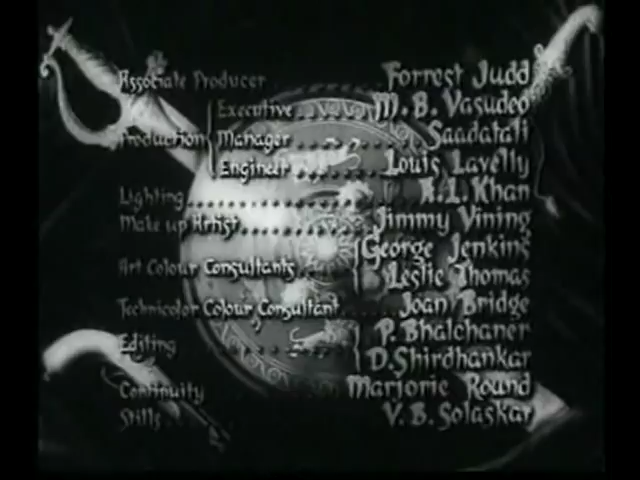 Associate Producer Forrest Judd
Executive M. B. Vasudeo
Production Manager Saadatali
Engineer Louis Lavelly
Lighting A. L. Khan
Make up Artist Jimmy Vining
George Jenkins
Art Colour Consultants
Leslie Thomas
Technicolor Colour Consultant Joan Bridge
P. Bhalchaner
Editing
D. Shirdhankar
Continuity Marjorie Round
Stills V. B. Solaskar